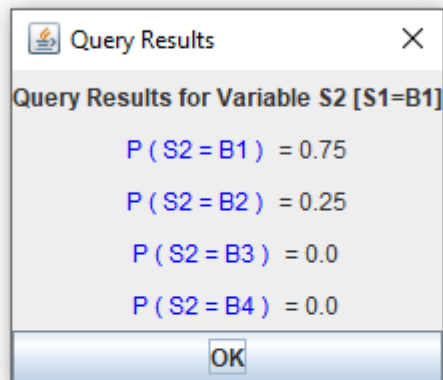 Query Results
Query Results for Variable S2 [S1=B1]
P ( S2 = B1 ) = 0.75
P ( S2 = B2 ) = 0.25
P ( S2 = B3 ) = 0.0
P ( S2 = B4 ) = 0.0
OK